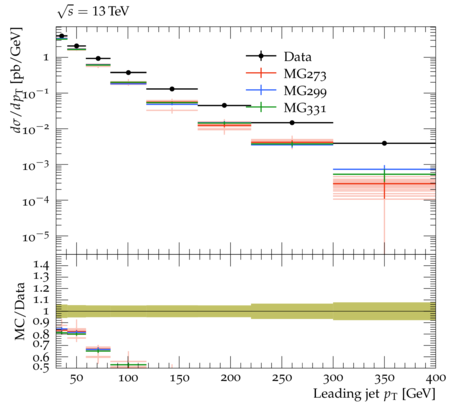 √s = 13 TeV
dσ/dp_T [pb/GeV]
1
10^−1
10^−2
10^−3
10^−4
10^−5
Data
MG273
MG299
MG331
MC/Data
1.4
1.3
1.2
1.1
1
0.9
0.8
0.7
0.6
0.5
50 100 150 200 250 300 350 400
Leading jet p_T [GeV]